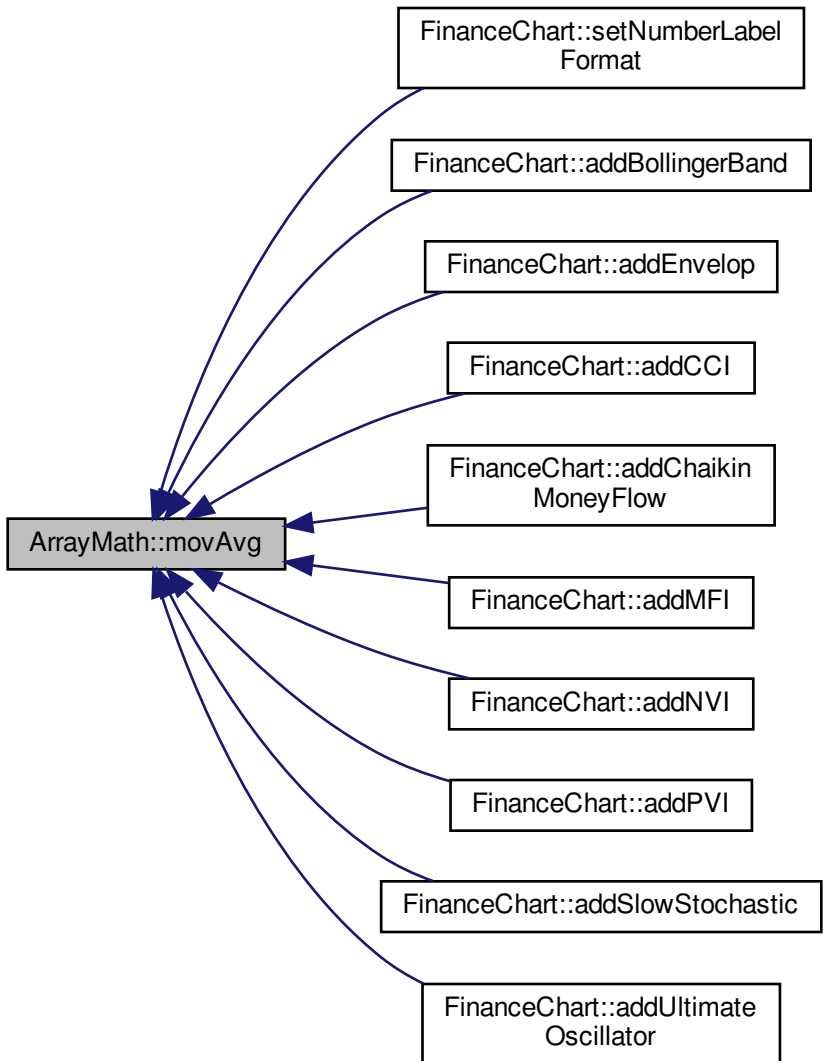 FinanceChart::setNumberLabel
Format
FinanceChart::addBollingerBand
FinanceChart::addEnvelop
FinanceChart::addCCI
FinanceChart::addChaikin
MoneyFlow
ArrayMath::movAvg
FinanceChart::addMFI
FinanceChart::addNVI
FinanceChart::addPVI
FinanceChart::addSlowStochastic
FinanceChart::addUltimate
Oscillator